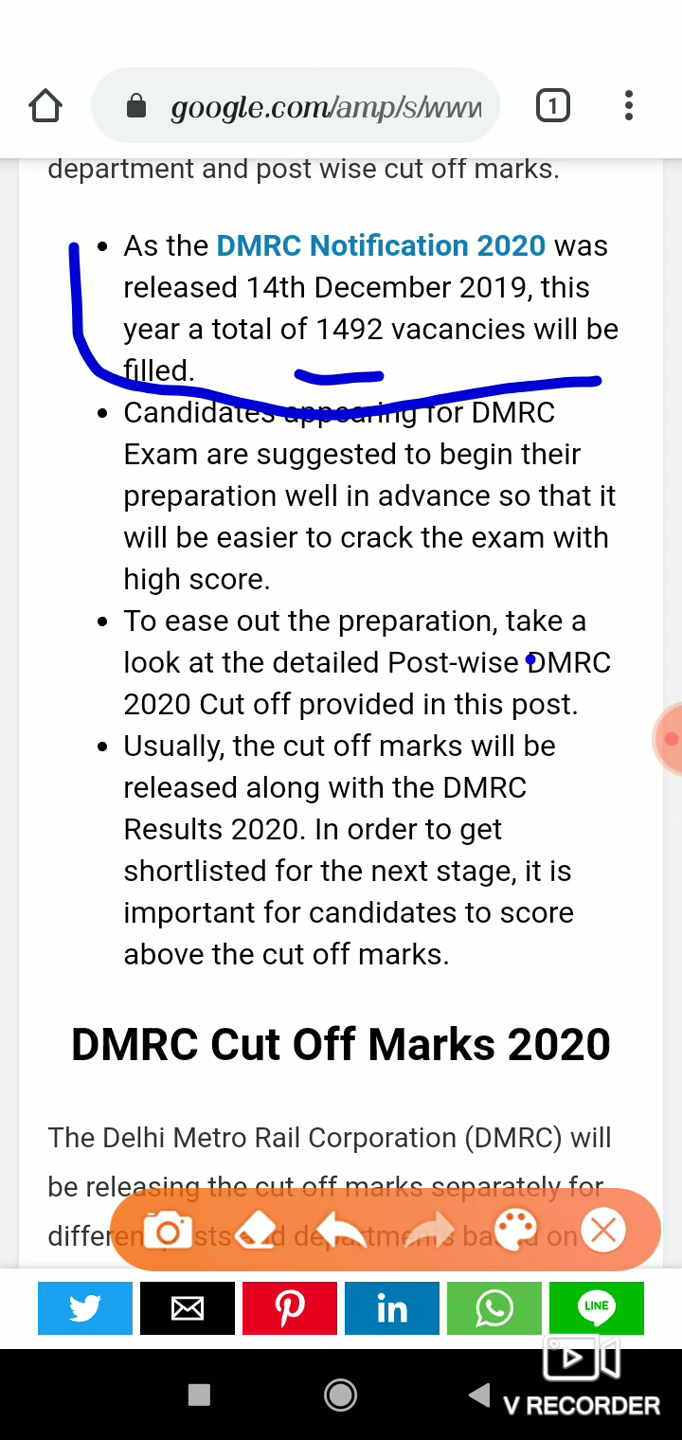 google.com/amp/s/www
1
department and post wise cut off marks.
• As the DMRC Notification 2020 was
released 14th December 2019, this
year a total of 1492 vacancies will be
filled.
• Candidates appearing for DMRC
Exam are suggested to begin their
preparation well in advance so that it
will be easier to crack the exam with
high score.
• To ease out the preparation, take a
look at the detailed Post-wise DMRC
2020 Cut off provided in this post.
• Usually, the cut off marks will be
released along with the DMRC
Results 2020. In order to get
shortlisted for the next stage, it is
important for candidates to score
above the cut off marks.
DMRC Cut Off Marks 2020
The Delhi Metro Rail Corporation (DMRC) will
be releasing the cut off marks separately for
different posts and departments based on
in
LINE
V RECORDER